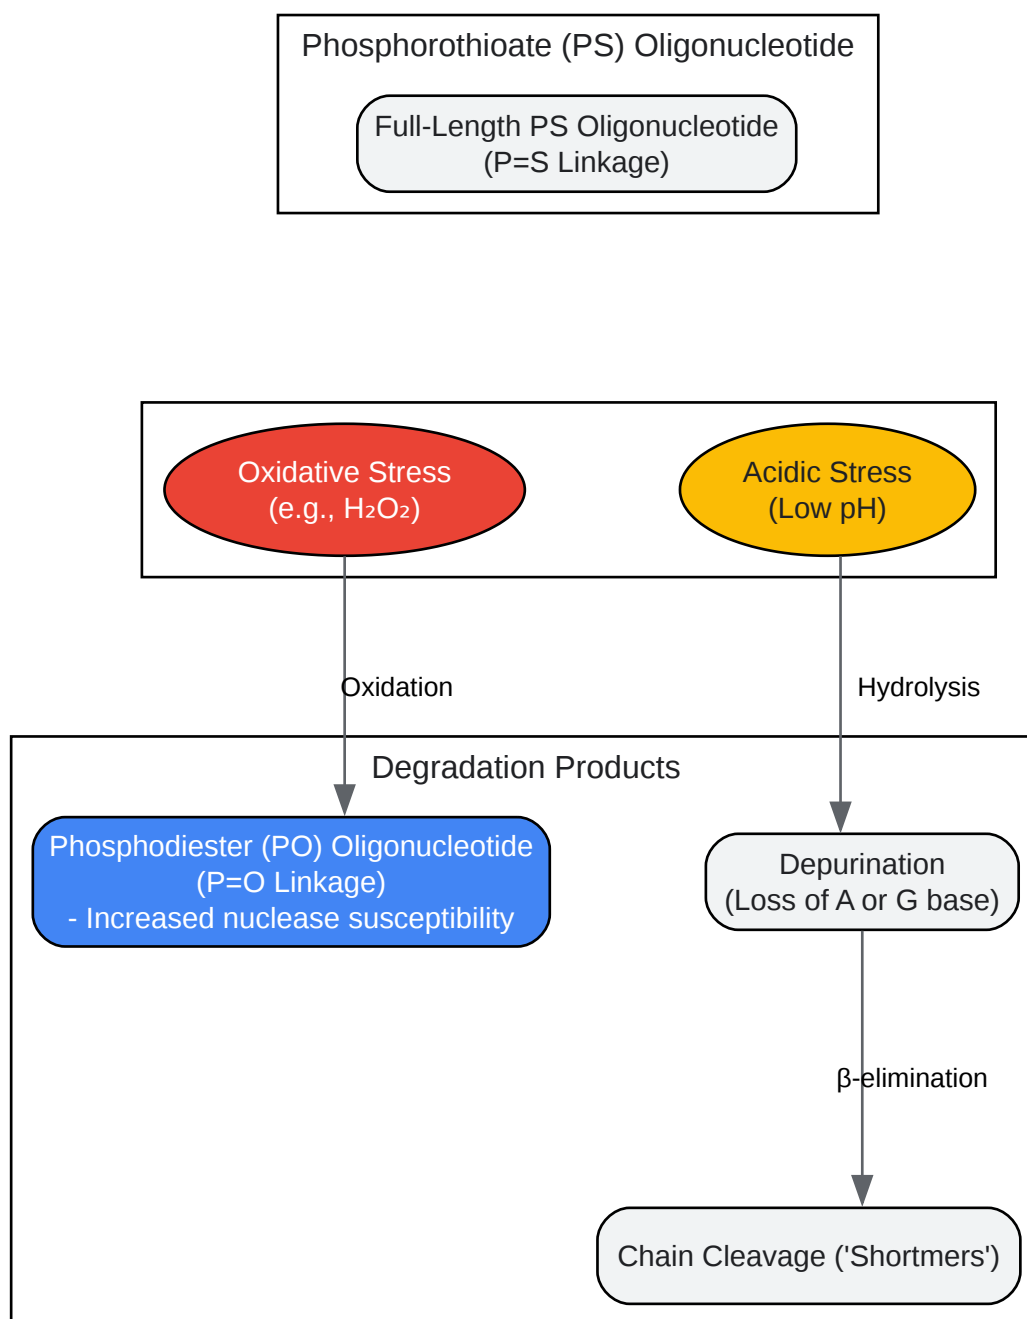 Phosphorothioate (PS) Oligonucleotide
Full-Length PS Oligonucleotide
(P=S Linkage)
Oxidative Stress
(e.g., H₂O₂)
Acidic Stress
(Low pH)
Oxidation
Hydrolysis
Degradation Products
Phosphodiester (PO) Oligonucleotide
(P=O Linkage)
- Increased nuclease susceptibility
Depurination
(Loss of A or G base)
β-elimination
Chain Cleavage ('Shortmers')